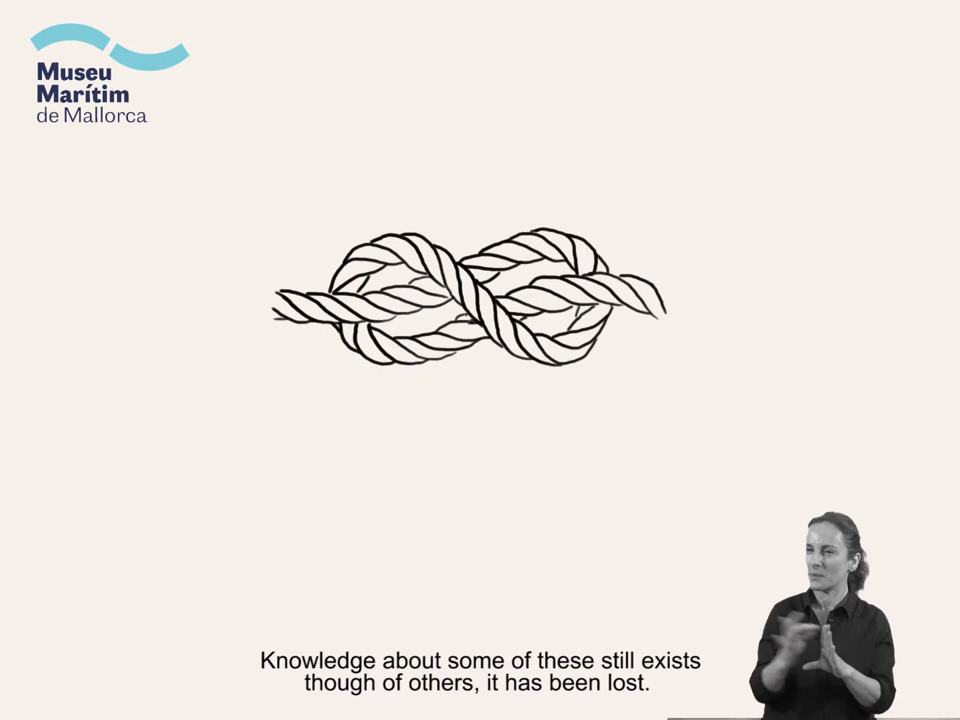 Museu
Marítim
de Mallorca
Knowledge about some of these still exists
though of others, it has been lost.